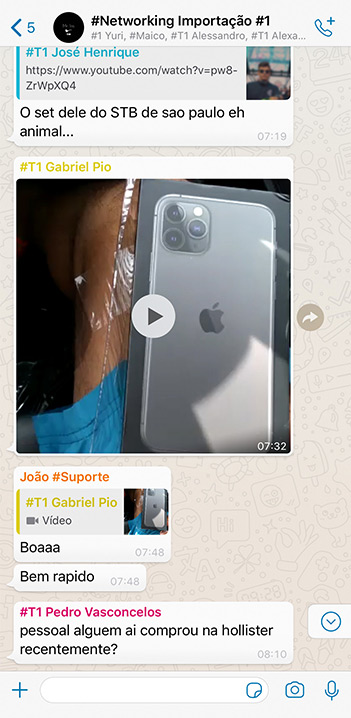 5
#Networking Importação #1
#1 Yuri, #Maico, #T1 Alessandro, #T1 Alexa...
#T1 José Henrique
https://www.youtube.com/watch?v=pw8-
ZrWpXQ4
O set dele do STB de sao paulo eh
animal...
07:19
#T1 Gabriel Pio
07:32
João #Suporte
#T1 Gabriel Pio
Vídeo
Boaaa
07:48
Bem rapido
07:48
#T1 Pedro Vasconcelos
pessoal alguem ai comprou na hollister
recentemente?
08:10